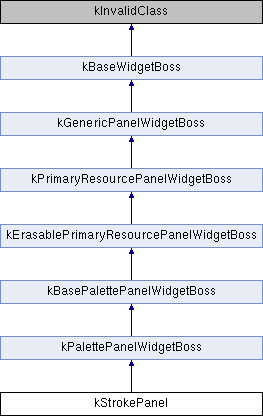 kInvalidClass
kBaseWidgetBoss
kGenericPanelWidgetBoss
kPrimaryResourcePanelWidgetBoss
kErasablePrimaryResourcePanelWidgetBoss
kBasePalettePanelWidgetBoss
kPalettePanelWidgetBoss
kStrokePanel